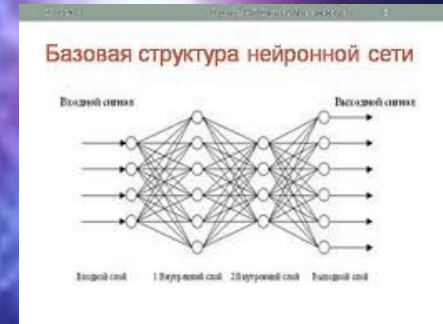 Базовая структура нейронной сети
Входной сигнал Выходной сигнал
Входной слой 1 Внутренний слой 2 Внутренний слой Выходной слой